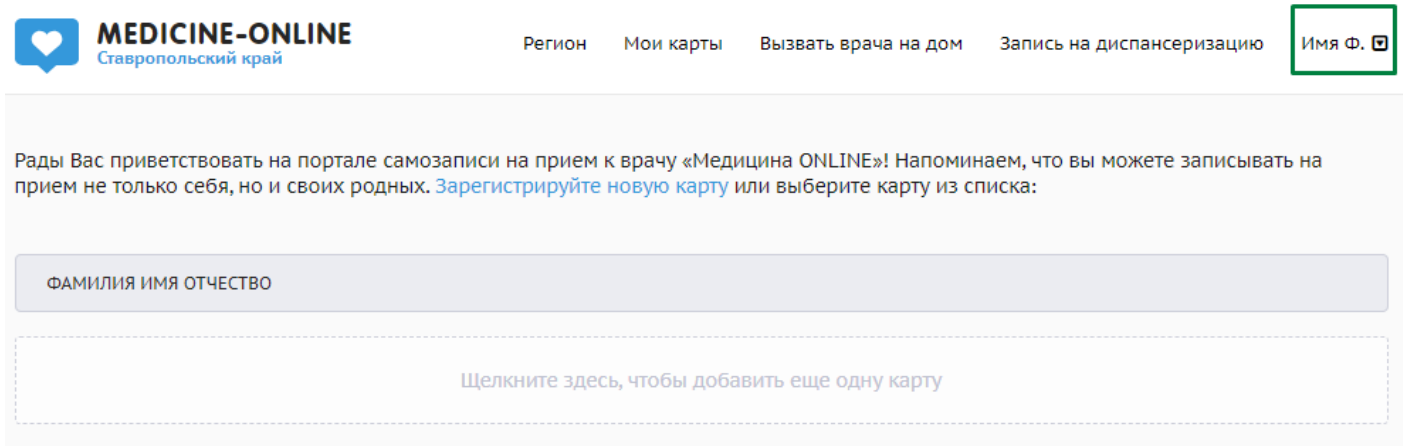 MEDICINE-ONLINE
Ставропольский край
Регион Мои карты Вызвать врача на дом Запись на диспансеризацию Имя Ф.
Рады Вас приветствовать на портале самозаписи на прием к врачу «Медицина ONLINE»! Напоминаем, что вы можете записывать на
прием не только себя, но и своих родных. Зарегистрируйте новую карту или выберите карту из списка:
ФАМИЛИЯ ИМЯ ОТЧЕСТВО
Щелкните здесь, чтобы добавить еще одну карту